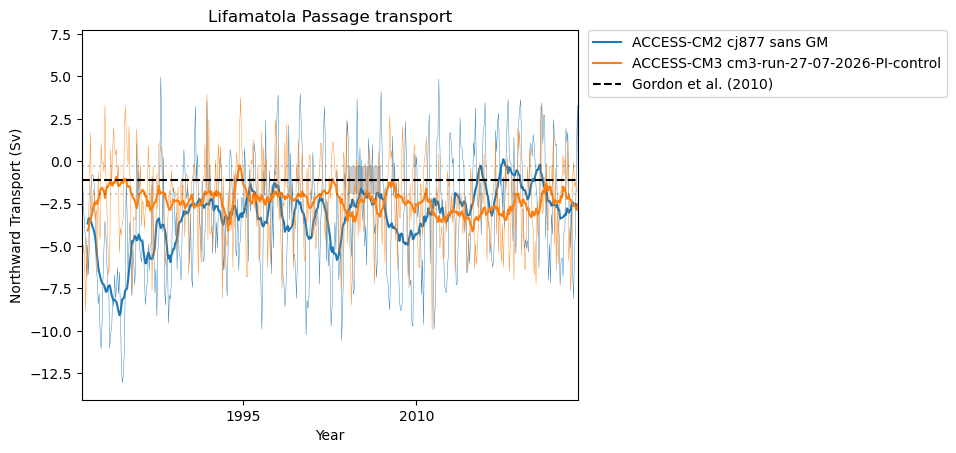 Lifamatola Passage transport
7.5
5.0
2.5
0.0
−2.5
−5.0
−7.5
−10.0
−12.5
Northward Transport (Sv)
1995
2010
Year
ACCESS-CM2 cj877 sans GM
ACCESS-CM3 cm3-run-27-07-2026-PI-control
Gordon et al. (2010)